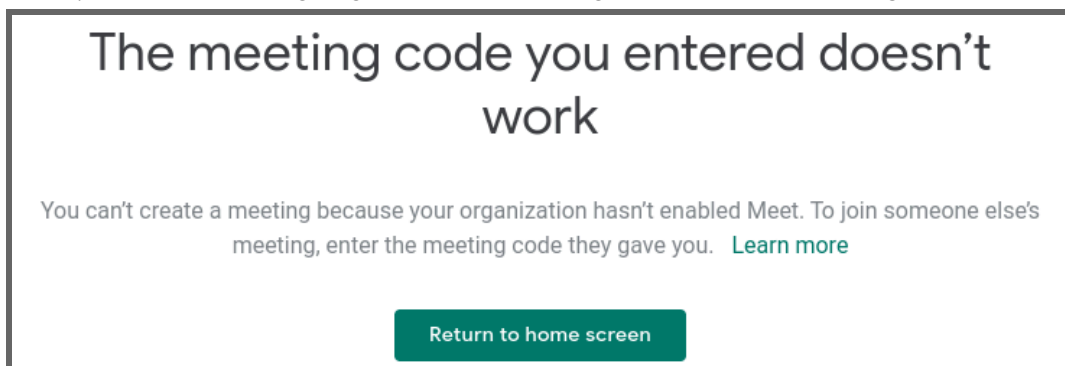 The meeting code you entered doesn’t
work
You can’t create a meeting because your organization hasn’t enabled Meet. To join someone else’s
meeting, enter the meeting code they gave you. Learn more
Return to home screen